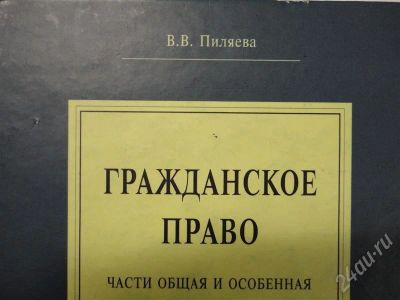 В.В. Пиляева
ГРАЖДАНСКОЕ
ПРАВО
ЧАСТИ ОБЩАЯ И ОСОБЕННАЯ
24au.ru